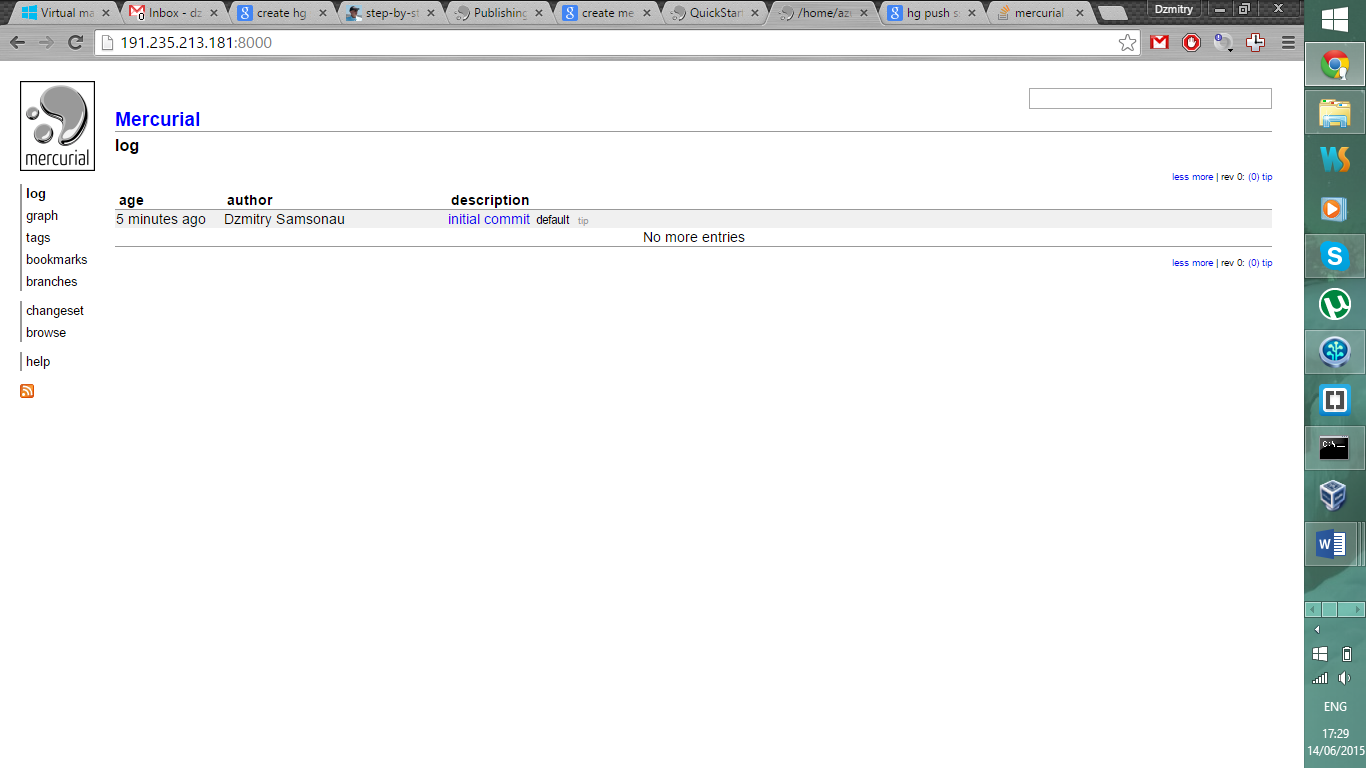 Virtual ma
Inbox - dz
create hg
step-by-st
Publishing
create me
QuickStar
/home/az
hg push s
mercurial
Dzmitry
191.235.213.181:8000
mercurial
Mercurial
log
less more | rev 0: (0) tip
age author description
5 minutes ago Dzmitry Samsonau initial commit default tip
No more entries
less more | rev 0: (0) tip
log
graph
tags
bookmarks
branches
changeset
browse
help
ENG
17:29
14/06/2015